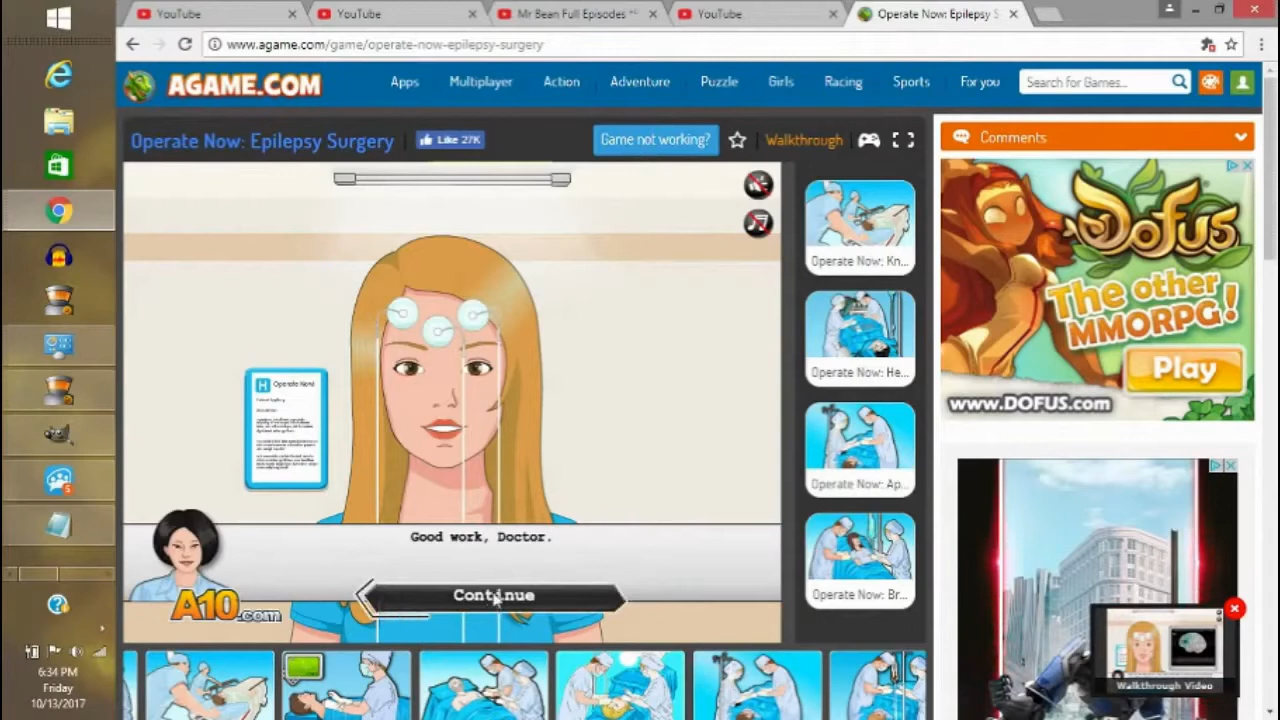 YouTube
YouTube
Mr Bean Full Episodes
YouTube
Operate Now: Epilepsy S
www.agame.com/game/operate-now-epilepsy-surgery
AGAME.COM
Apps
Multiplayer
Action
Adventure
Puzzle
Girls
Racing
Sports
For you
Search for Games...
Operate Now: Epilepsy Surgery
Like 27K
Game not working?
Walkthrough
Comments
Operate Now: Kn...
Operate Now: He...
Operate Now: Ap...
Operate Now: Br...
DOFUS
The other
MMORPG!
Play
www.DOFUS.com
H Operate Now!
Good work, Doctor.
Continue
A10.com
Walkthrough Video
6:34 PM
Friday
10/13/2017